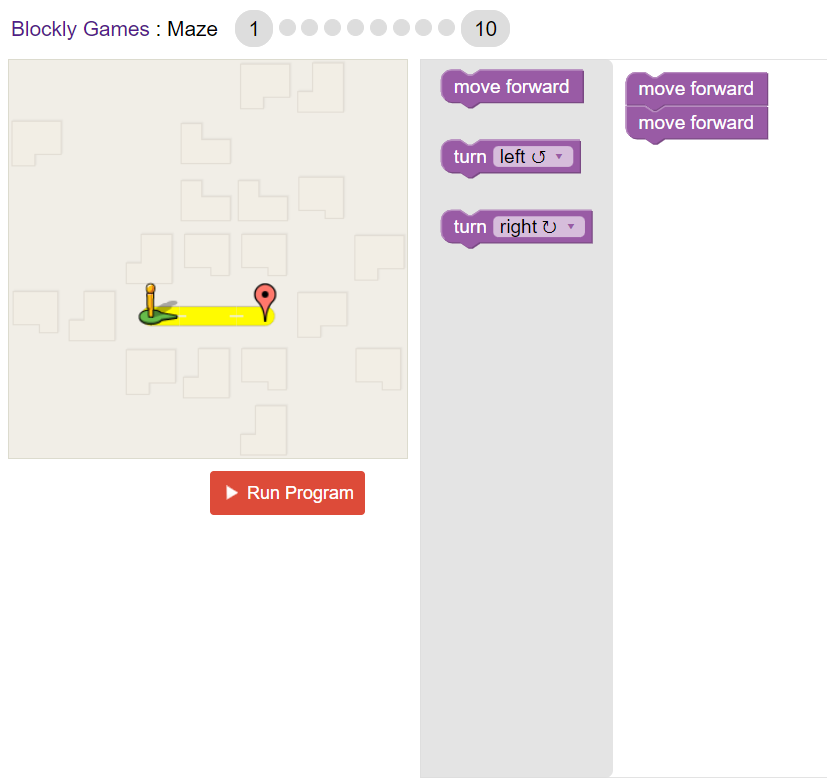 Blockly Games : Maze 1 10
move forward
turn left ↺ ▾
turn right ↻ ▾
move forward
move forward
Run Program